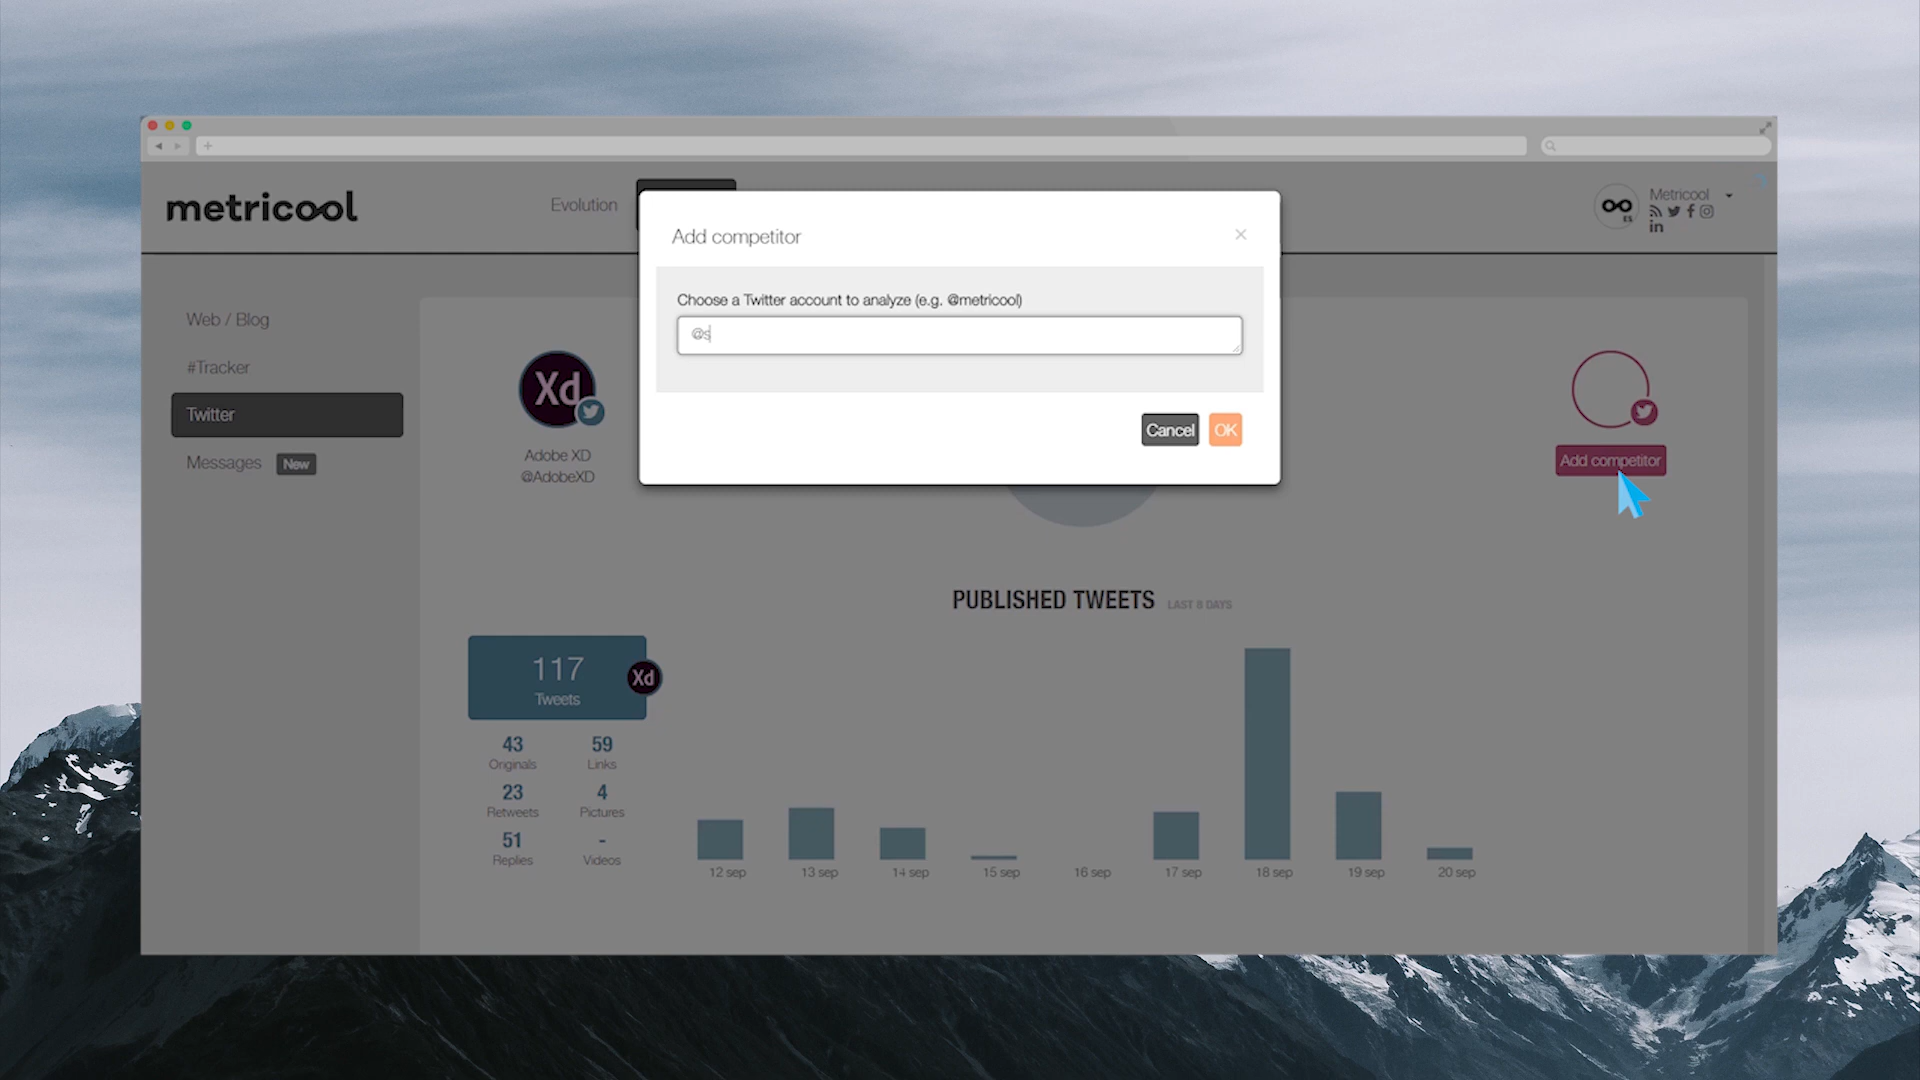 metricool
Evolution
Metricool
ES
Add competitor
×
Choose a Twitter account to analyze (e.g. @metricool)
@s
Cancel
OK
Web / Blog
#Tracker
Twitter
Messages New
Xd
Adobe XD
@AdobeXD
Add competitor
PUBLISHED TWEETS LAST 8 DAYS
117
Tweets
Xd
43 59
Originals Links
23 4
Retweets Pictures
51 -
Replies Videos
12 sep 13 sep 14 sep 15 sep 16 sep 17 sep 18 sep 19 sep 20 sep